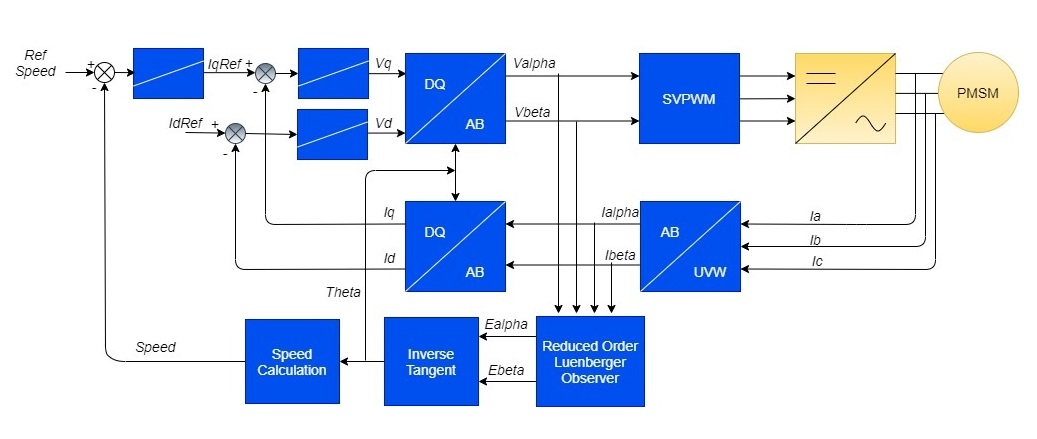 Ref
Speed
+
-
IqRef +
-
Vq
DQ
AB
Valpha
Vbeta
SVPWM
PMSM
IdRef +
-
Vd
Iq
Id
DQ
AB
Ialpha
Ibeta
AB
UVW
Ia
Ib
Ic
Theta
Speed
Speed
Calculation
Inverse
Tangent
Ealpha
Ebeta
Reduced Order
Luenberger
Observer